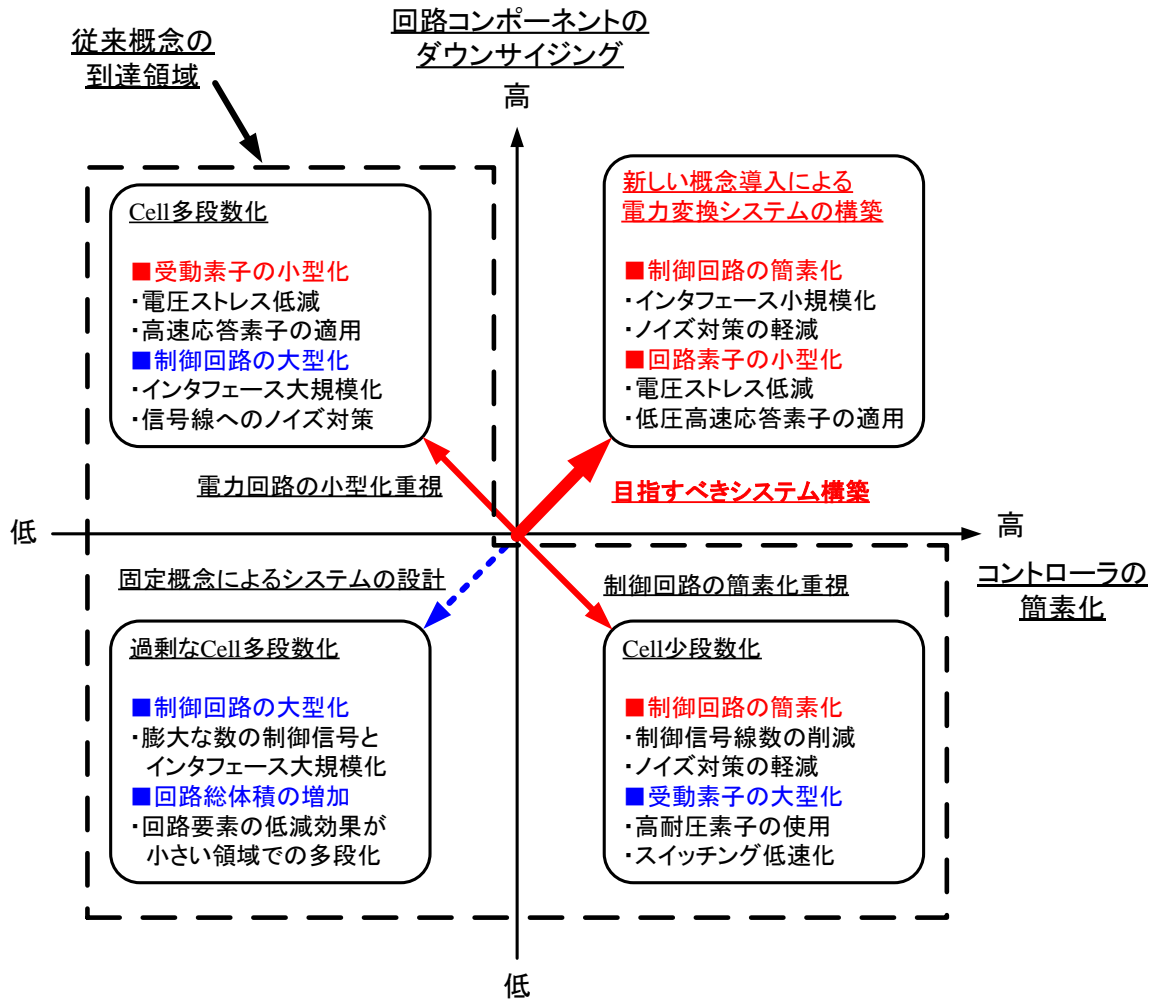 従来概念の
到達領域
回路コンポーネントの
ダウンサイジング
高
Cell多段数化
■受動素子の小型化
・電圧ストレス低減
・高速応答素子の適用
■制御回路の大型化
・インタフェース大規模化
・信号線へのノイズ対策
新しい概念導入による
電力変換システムの構築
■制御回路の簡素化
・インタフェース小規模化
・ノイズ対策の軽減
■回路素子の小型化
・電圧ストレス低減
・低圧高速応答素子の適用
電力回路の小型化重視
目指すべきシステム構築
低
高
コントローラの
簡素化
固定概念によるシステムの設計
制御回路の簡素化重視
過剰なCell多段数化
■制御回路の大型化
・膨大な数の制御信号と
インタフェース大規模化
■回路総体積の増加
・回路要素の低減効果が
小さい領域での多段化
Cell少段数化
■制御回路の簡素化
・制御信号線数の削減
・ノイズ対策の軽減
■受動素子の大型化
・高耐圧素子の使用
・スイッチング低速化
低